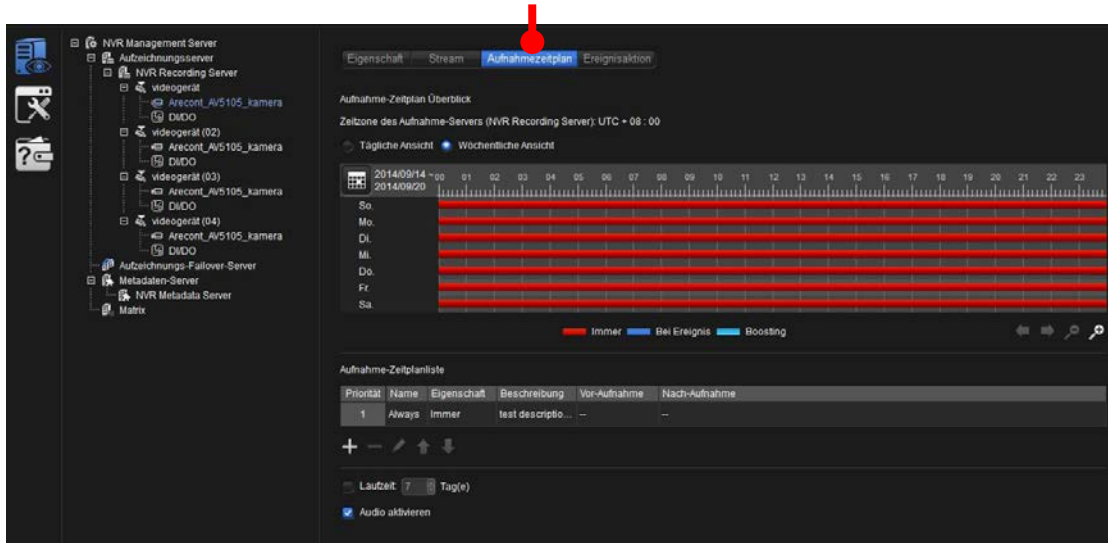 NVR Management Server
Aufzeichnungsserver
NVR Recording Server
videogerät
Arecont_AV5105_kamera
DI/DO
videogerät (02)
Arecont_AV5105_kamera
DI/DO
videogerät (03)
Arecont_AV5105_kamera
DI/DO
videogerät (04)
Arecont_AV5105_kamera
DI/DO
Aufzeichnungs-Failover-Server
Metadaten-Server
NVR Metadata Server
Matrix
Eigenschaft Stream Aufnahmezeitplan Ereignisaktion
Aufnahme-Zeitplan Überblick
Zeitzone des Aufnahme-Servers (NVR Recording Server): UTC + 08 : 00
Tägliche Ansicht Wöchentliche Ansicht
2014/09/14 ~ 00 01 02 03 04 05 06 07 08 09 10 11 12 13 14 15 16 17 18 19 20 21 22 23
2014/09/20
So.
Mo.
Di.
Mi.
Do.
Fr.
Sa.
Immer Bei Ereignis Boosting
Aufnahme-Zeitplanliste
Priorität Name Eigenschaft Beschreibung Vor-Aufnahme Nach-Aufnahme
1 Always Immer test descriptio... -- --
Laufzeit: 7 Tag(e)
Audio aktivieren